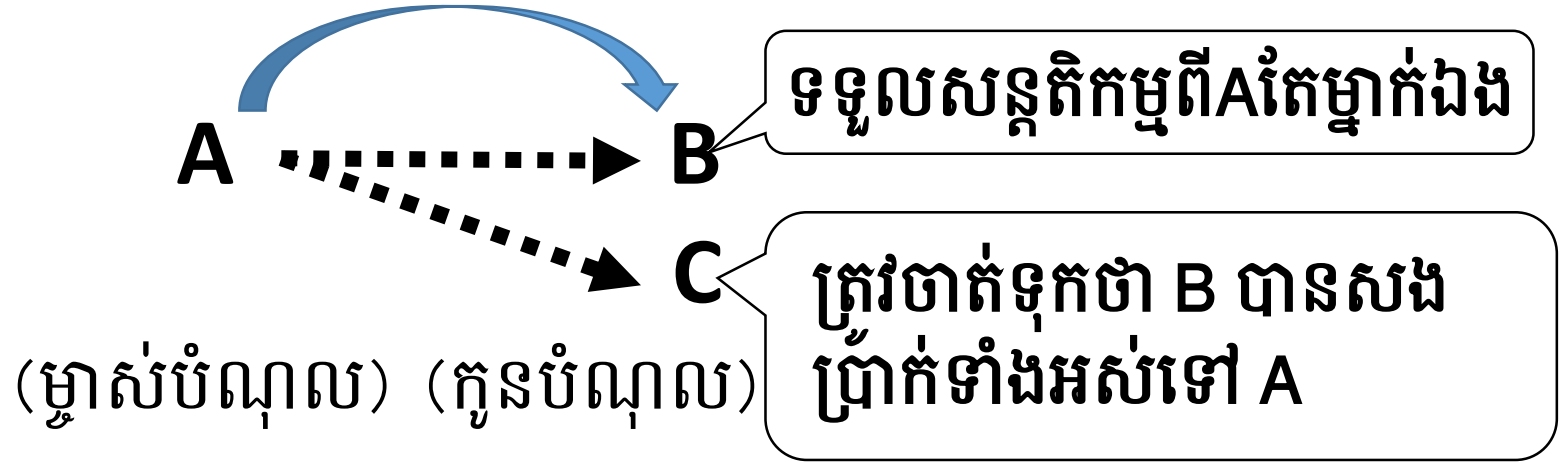 ទទួលសន្តតិកម្មពីAតែម្នាក់ឯង
A
B
C
ត្រូវចាត់ទុកថា B បានសង
ប្រាក់ទាំងអស់ទៅ A
(ម្ចាស់បំណុល) (កូនបំណុល)